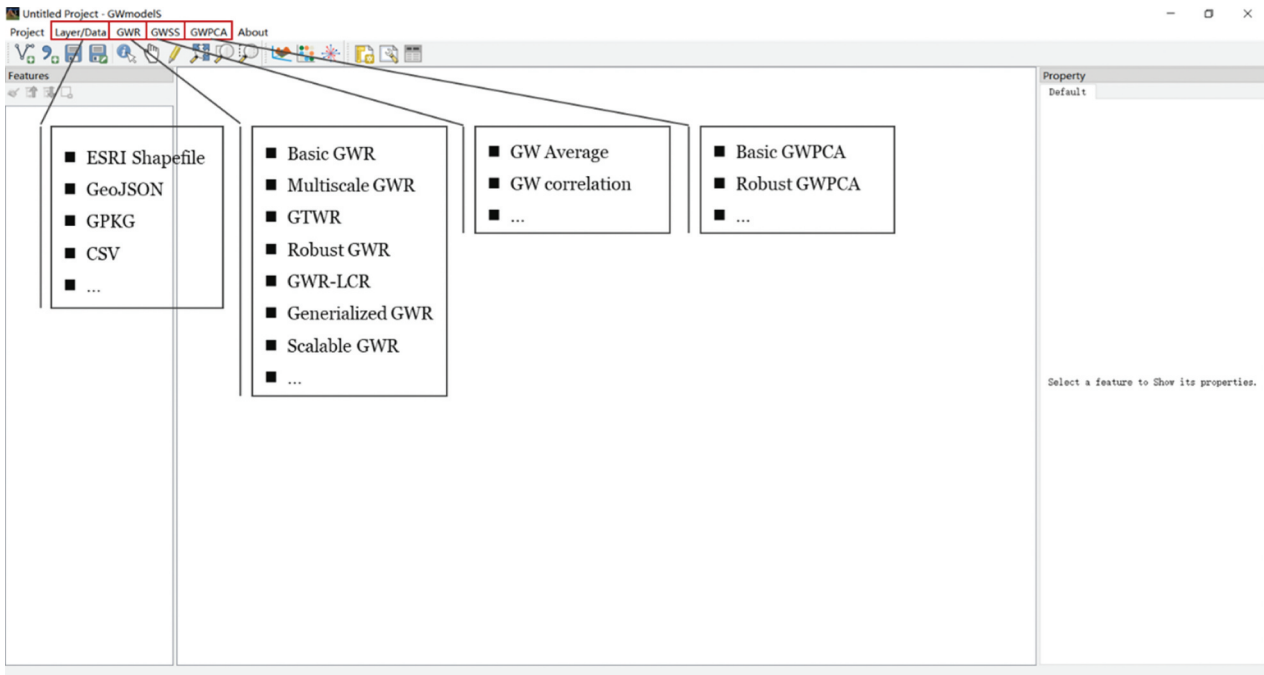 Untitled Project - GWmodelS
Project Layer/Data GWR GWSS GWPCA About
Features
Property
Default
ESRI Shapefile
GeoJSON
GPKG
CSV
...
Basic GWR
Multiscale GWR
GTWR
Robust GWR
GWR-LCR
Generialized GWR
Scalable GWR
...
GW Average
GW correlation
...
Basic GWPCA
Robust GWPCA
...
Select a feature to Show its properties.